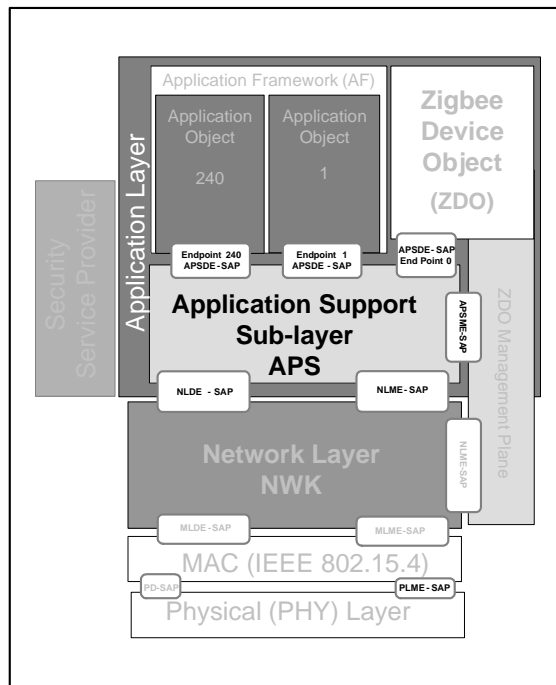 Application Framework (AF)
Application
Object
240
Application
Object
1
Zigbee
Device
Object
(ZDO)
Application Layer
Security
Service Provider
Endpoint 240
APSDE-SAP
Endpoint 1
APSDE-SAP
APSDE-SAP
End Point 0
Application Support
Sub-layer
APS
APSME-SAP
ZDO Management Plane
NLDE - SAP
NLME-SAP
Network Layer
NWK
NLME-SAP
MLDE-SAP
MLME-SAP
MAC (IEEE 802.15.4)
PD-SAP
PLME-SAP
Physical (PHY) Layer